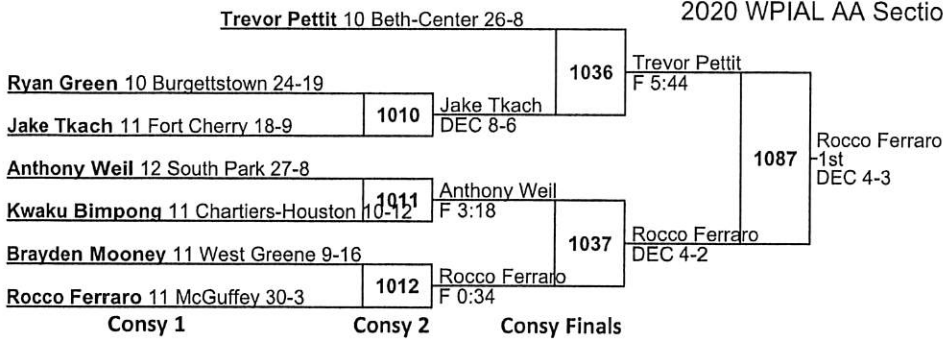 2020 WPIAL AA Sectio
Trevor Pettit 10 Beth-Center 26-8
1036
Trevor Pettit
F 5:44
Ryan Green 10 Burgettstown 24-19
1010
Jake Tkach
DEC 8-6
Jake Tkach 11 Fort Cherry 18-9
1087
Rocco Ferraro
1st
DEC 4-3
Anthony Weil 12 South Park 27-8
1011
Anthony Weil
F 3:18
Kwaku Bimpong 11 Chartiers-Houston 10-12
1037
Rocco Ferraro
DEC 4-2
Brayden Mooney 11 West Greene 9-16
1012
Rocco Ferraro
F 0:34
Rocco Ferraro 11 McGuffey 30-3
Consy 1 Consy 2 Consy Finals